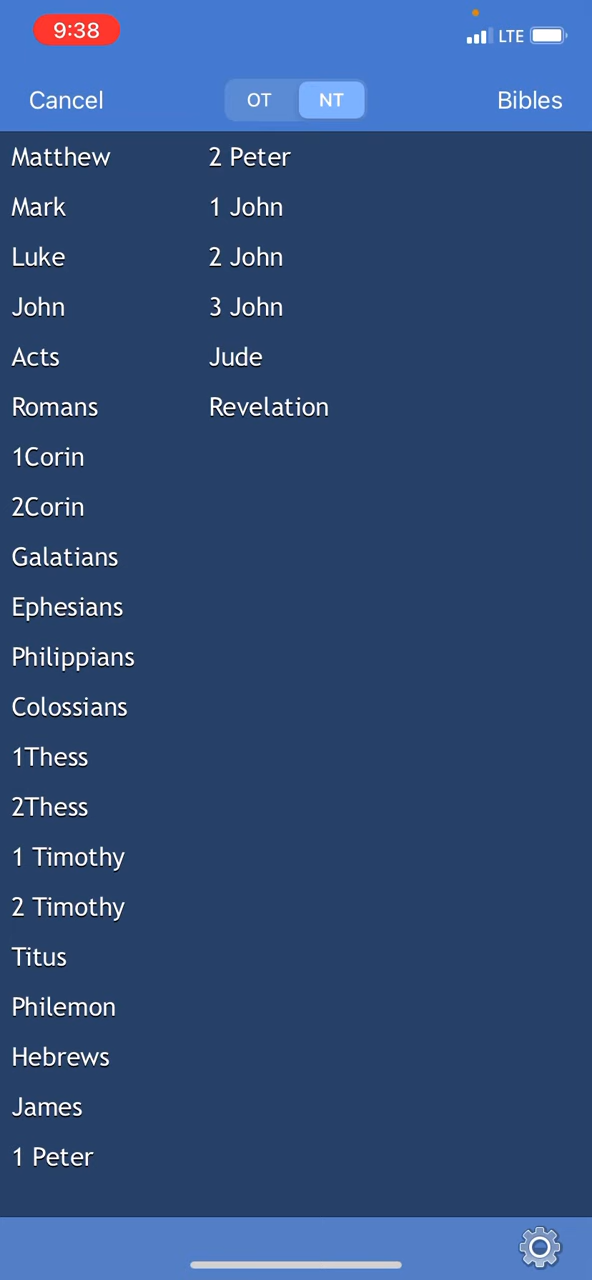 9:38
LTE
Cancel
OT
NT
Bibles
Matthew
Mark
Luke
John
Acts
Romans
1Corin
2Corin
Galatians
Ephesians
Philippians
Colossians
1Thess
2Thess
1 Timothy
2 Timothy
Titus
Philemon
Hebrews
James
1 Peter
2 Peter
1 John
2 John
3 John
Jude
Revelation